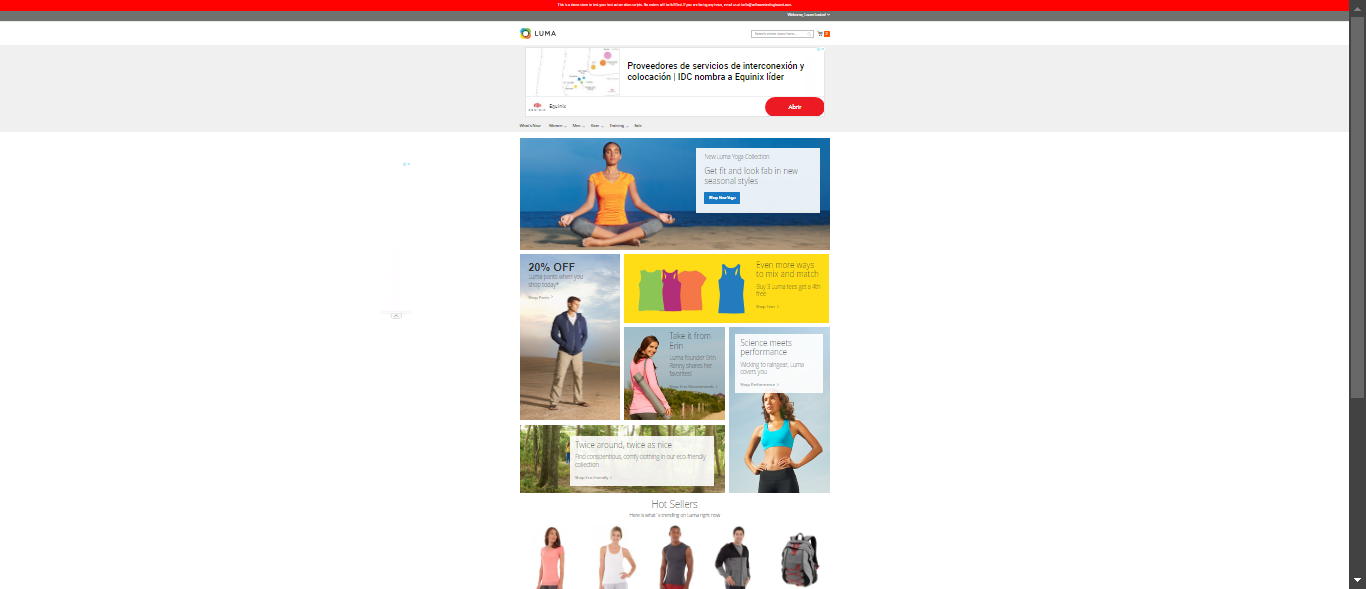 This is a demo store to test your test automation scripts. No orders will be fulfilled. If you are facing any issue, email us at hello@softwaretestingboard.com.
LUMA
Search entire store here...
Proveedores de servicios de interconexión y
colocación | IDC nombra a Equinix líder
EQUINIX
Equinix
Abrir
What's New Women Men Gear Training Sale
New Luma Yoga Collection
Get fit and look fab in new
seasonal styles
Shop New Yoga
20% OFF
Luma pants when you
shop today*
Shop Pants
Even more ways
to mix and match
Buy 3 Luma tees get a 4th
free
Shop Tees
Take it from
Erin
Luma founder Erin
Renny shares her
favorites!
Shop Erin Recommends
Science meets
performance
Wicking to raingear, Luma
covers you
Shop Performance
Twice around, twice as nice
Find conscientious, comfy clothing in our eco-friendly
collection
Shop Eco-Friendly
Hot Sellers
Here is what`s trending on Luma right now